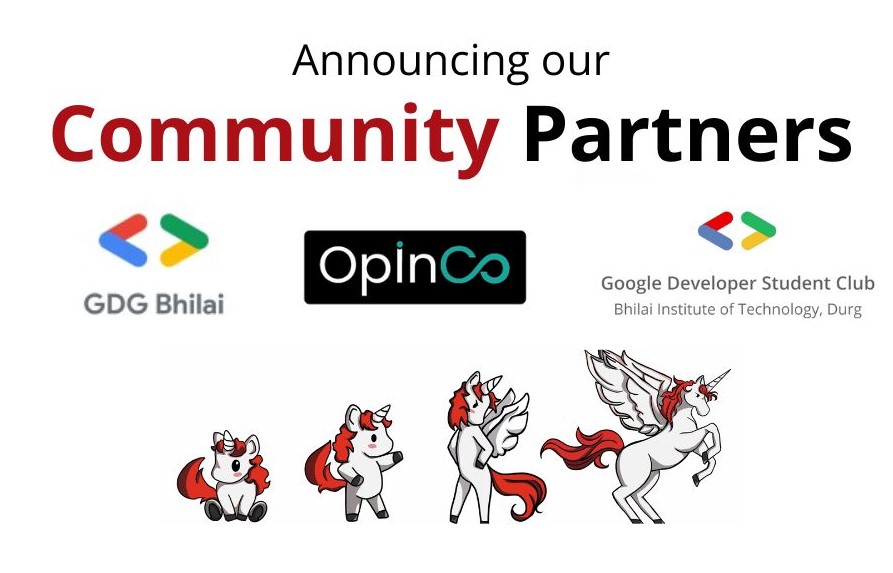 Announcing our
Community Partners
GDG Bhilai
OpinCo
Google Developer Student Club
Bhilai Institute of Technology, Durg